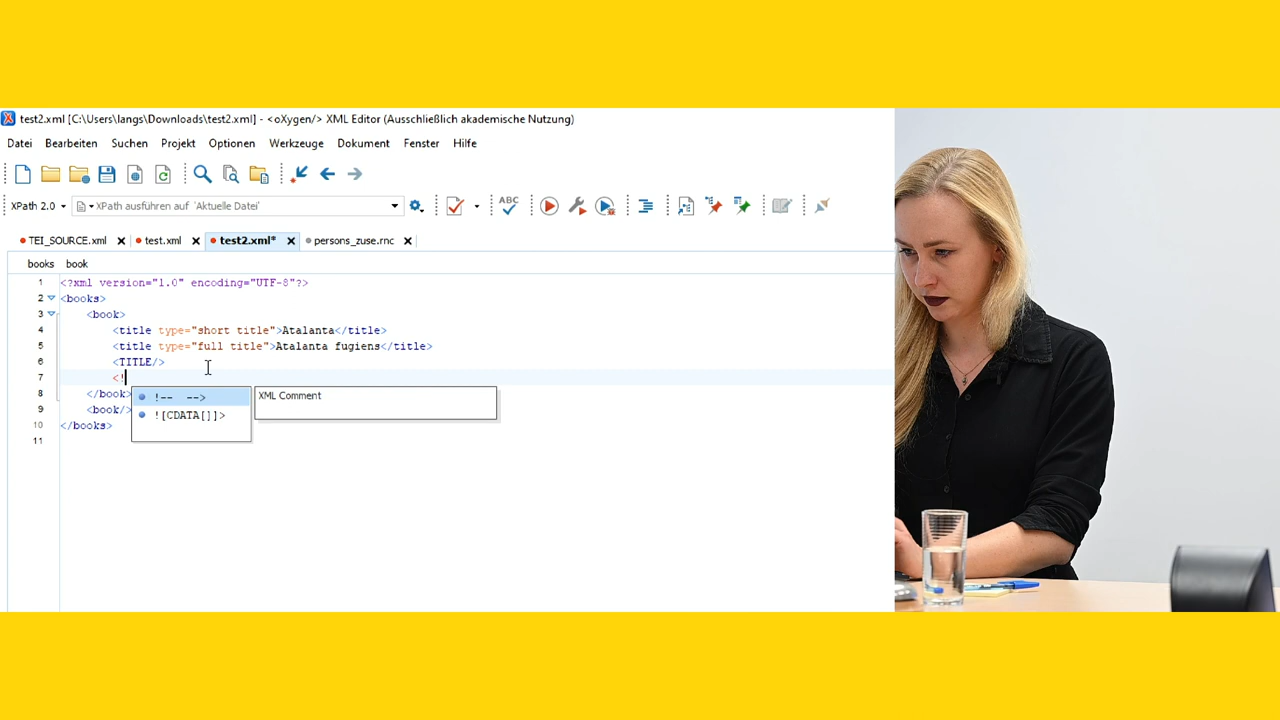 test2.xml [C:\Users\langs\Downloads\test2.xml] - <oXygen/> XML Editor (Ausschließlich akademische Nutzung)
Datei Bearbeiten Suchen Projekt Optionen Werkzeuge Dokument Fenster Hilfe
XPath 2.0 XPath ausführen auf 'Aktuelle Datei' ABC
TEI_SOURCE.xml test.xml test2.xml* persons_zuse.rnc
books book
1 <?xml version="1.0" encoding="UTF-8"?>
2 <books>
3 <book>
4 <title type="short title">Atalanta</title>
5 <title type="full title">Atalanta fugiens</title>
6 <TITLE/>
7 <!
8 </book>
!-- --> XML Comment
9 <book/>
![CDATA[]]>
10 </books>
11